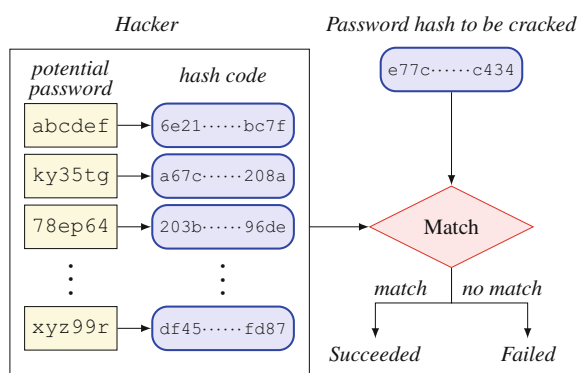 Hacker
Password hash to be cracked
potential
password
hash code
e77c······c434
abcdef
6e21······bc7f
ky35tg
a67c······208a
78ep64
203b······96de
Match
xyz99r
df45······fd87
match
no match
Succeeded
Failed